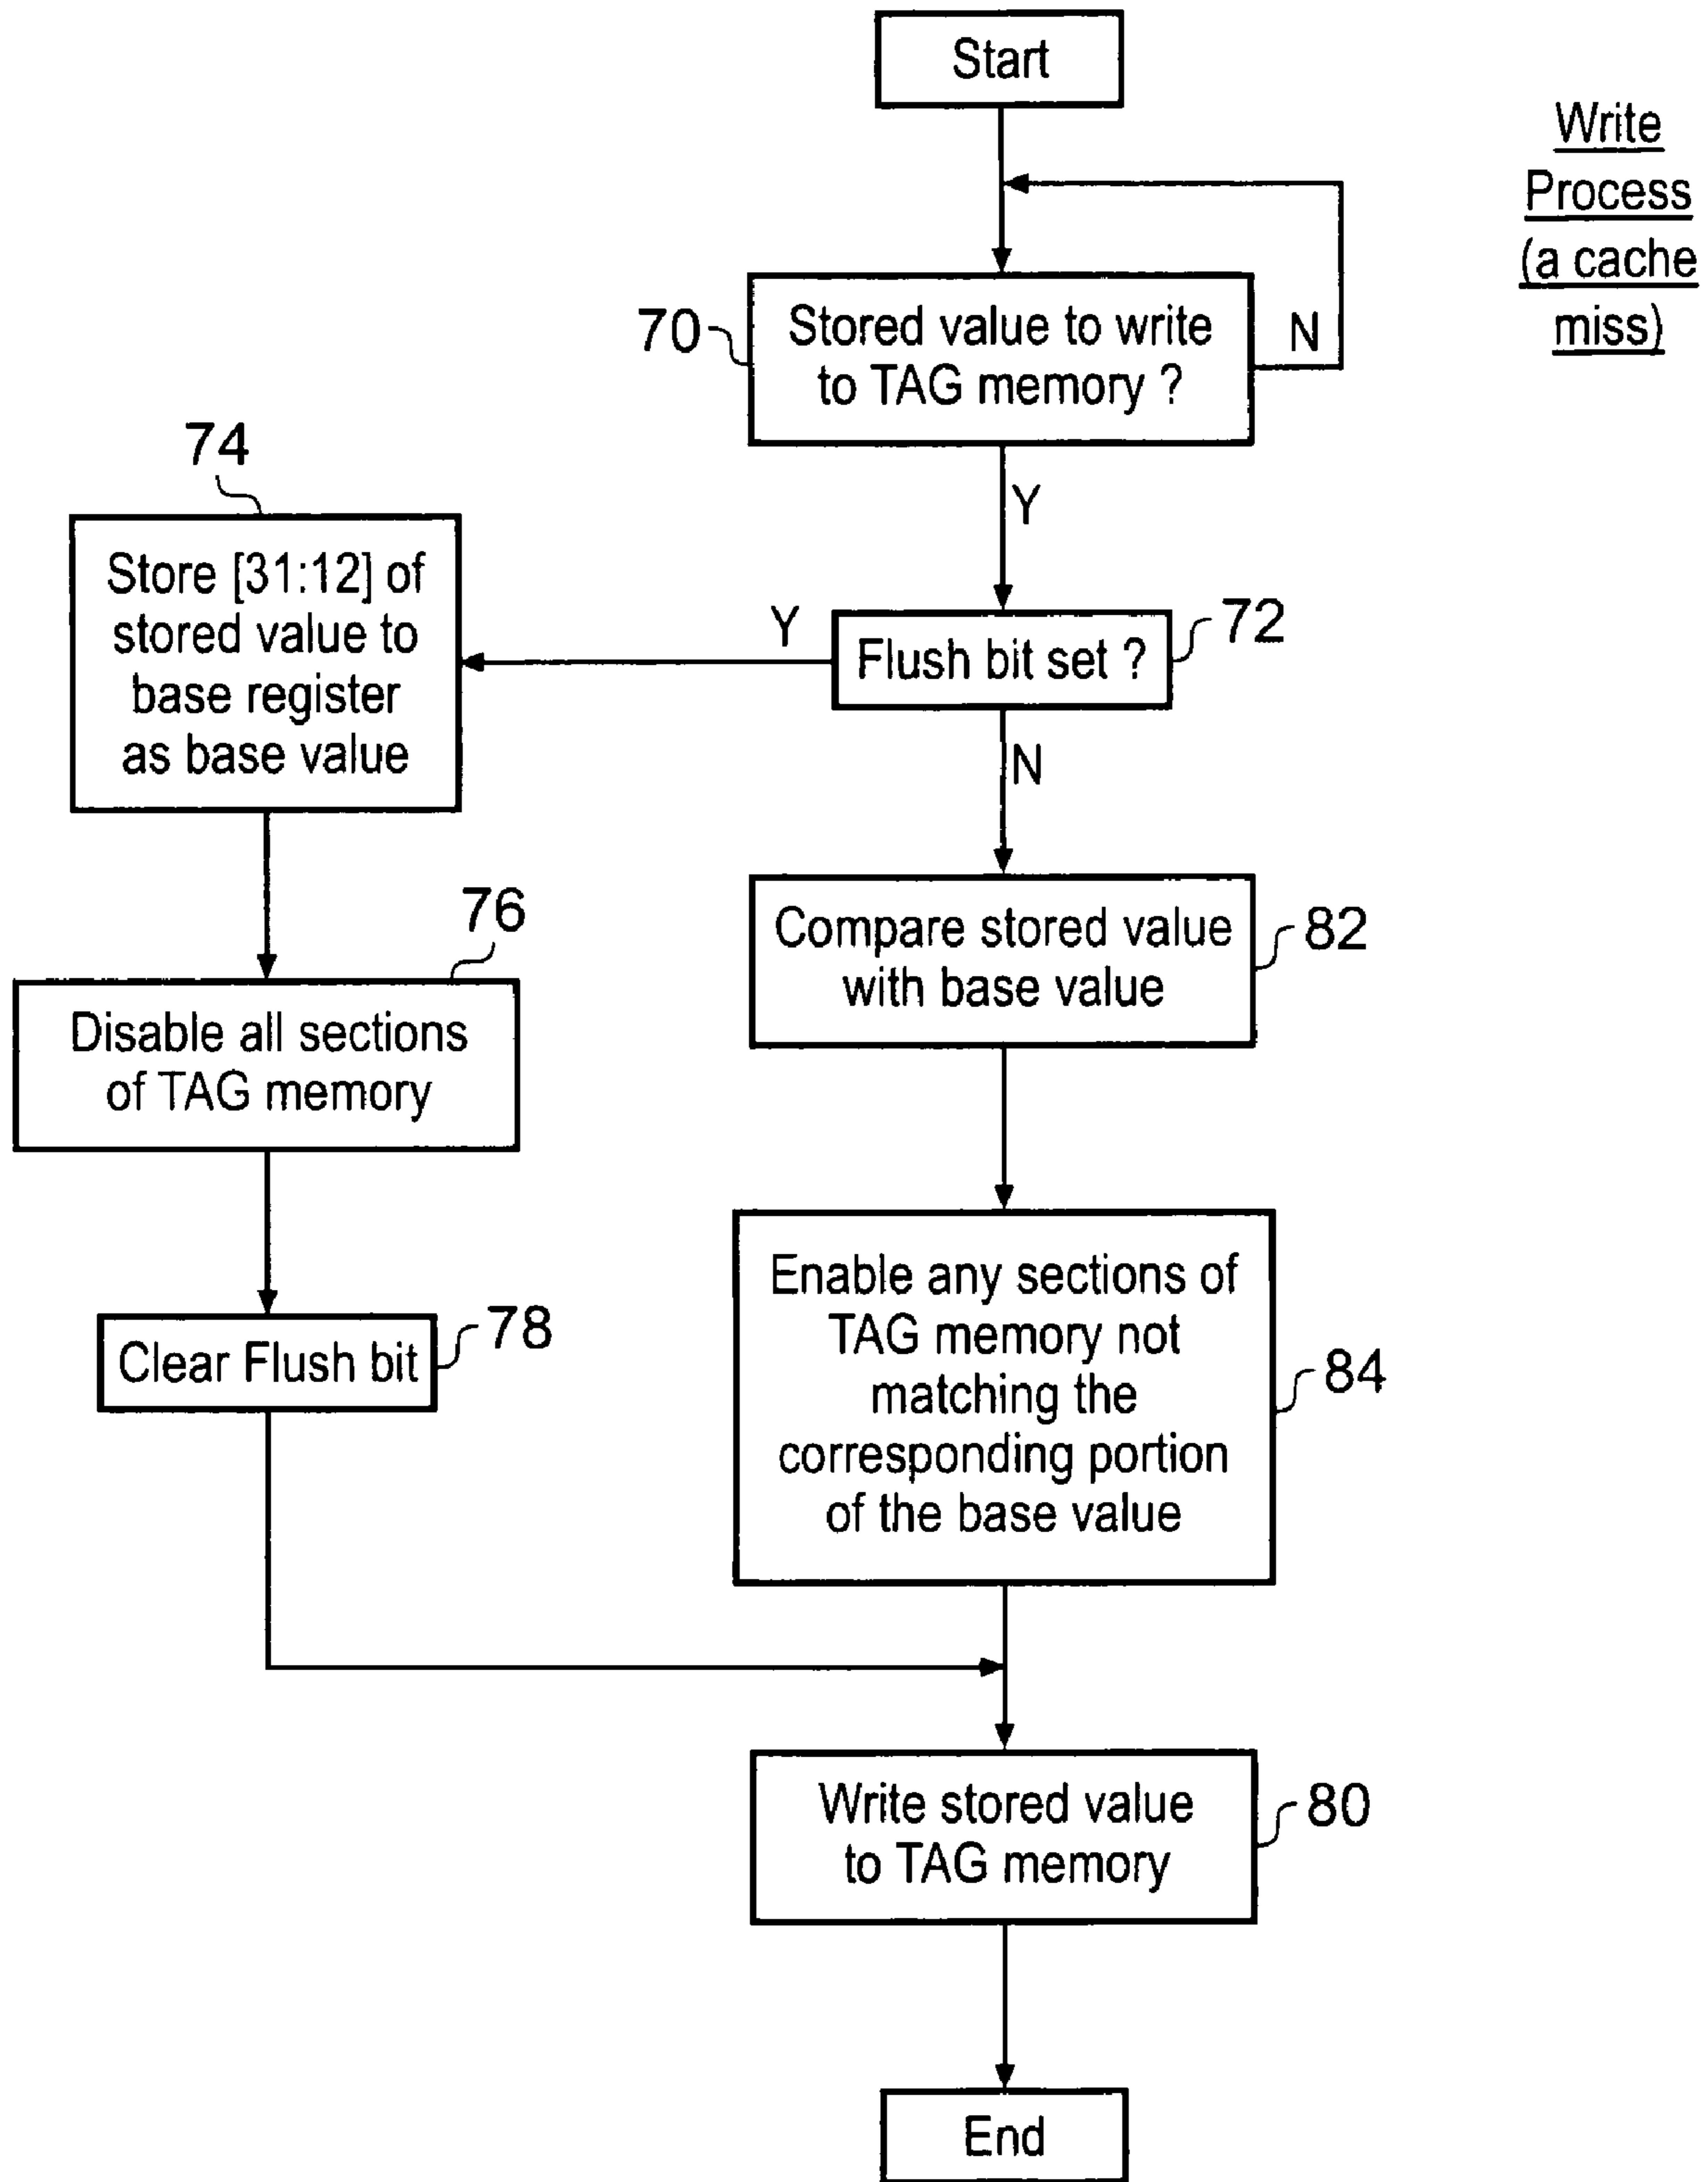 Start
Write
Process
(a cache
miss)
70
Stored value to write
to TAG memory ?
N
Y
74
Store [31:12] of
stored value to
base register
as base value
Y
Flush bit set ?
72
N
76
Disable all sections
of TAG memory
Compare stored value
with base value
82
Clear Flush bit
78
Enable any sections of
TAG memory not
matching the
corresponding portion
of the base value
84
Write stored value
to TAG memory
80
End